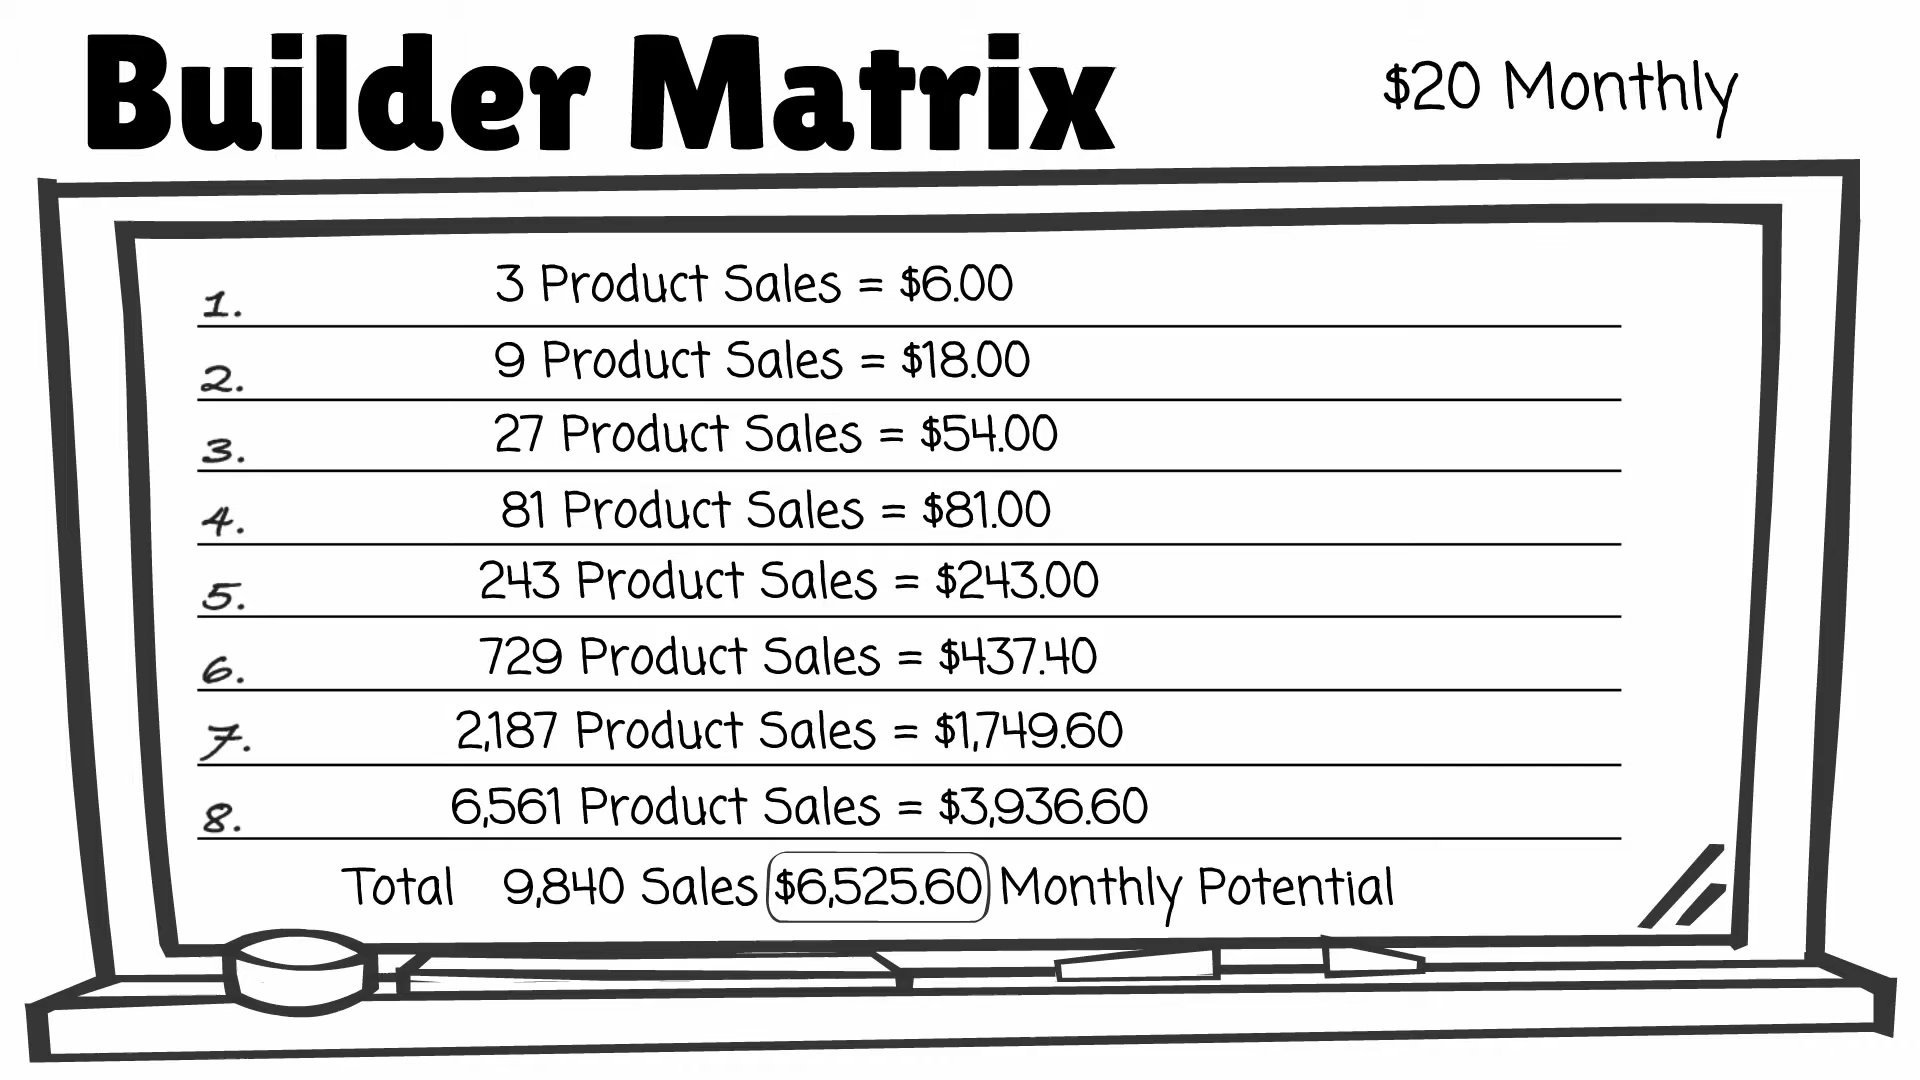 Builder Matrix
$20 Monthly
1. 3 Product Sales = $6.00
2. 9 Product Sales = $18.00
3. 27 Product Sales = $54.00
4. 81 Product Sales = $81.00
5. 243 Product Sales = $243.00
6. 729 Product Sales = $437.40
7. 2,187 Product Sales = $1,749.60
8. 6,561 Product Sales = $3,936.60
Total 9,840 Sales $6,525.60 Monthly Potential